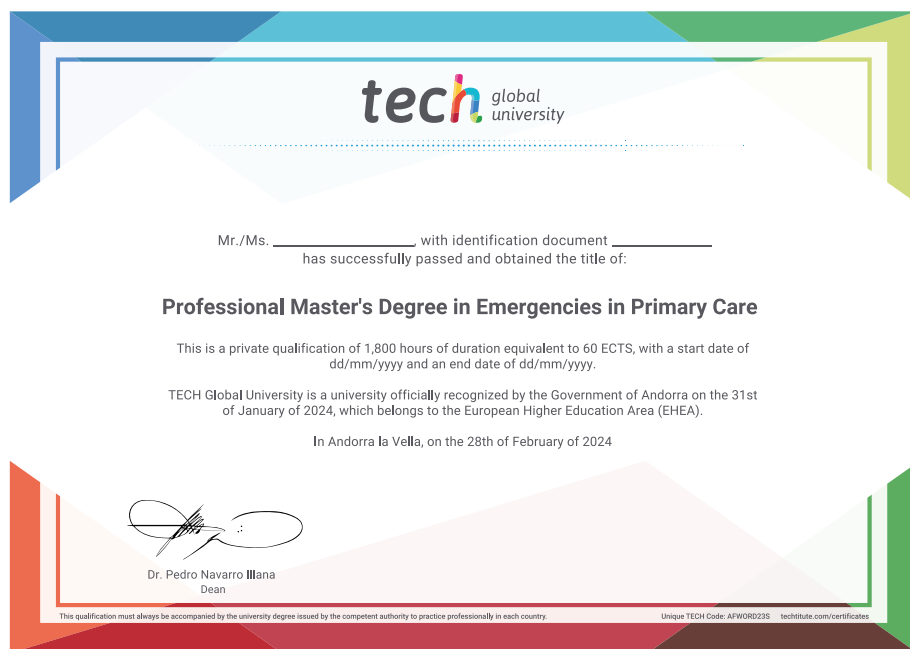 tech global university
Mr./Ms. ____________________, with identification document ______________
has successfully passed and obtained the title of:
Professional Master's Degree in Emergencies in Primary Care
This is a private qualification of 1,800 hours of duration equivalent to 60 ECTS, with a start date of
dd/mm/yyyy and an end date of dd/mm/yyyy.
TECH Global University is a university officially recognized by the Government of Andorra on the 31st
of January of 2024, which belongs to the European Higher Education Area (EHEA).
In Andorra la Vella, on the 28th of February of 2024
Dr. Pedro Navarro Illana
Dean
This qualification must always be accompanied by the university degree issued by the competent authority to practice professionally in each country.
Unique TECH Code: AFWORD23S techtitute.com/certificates